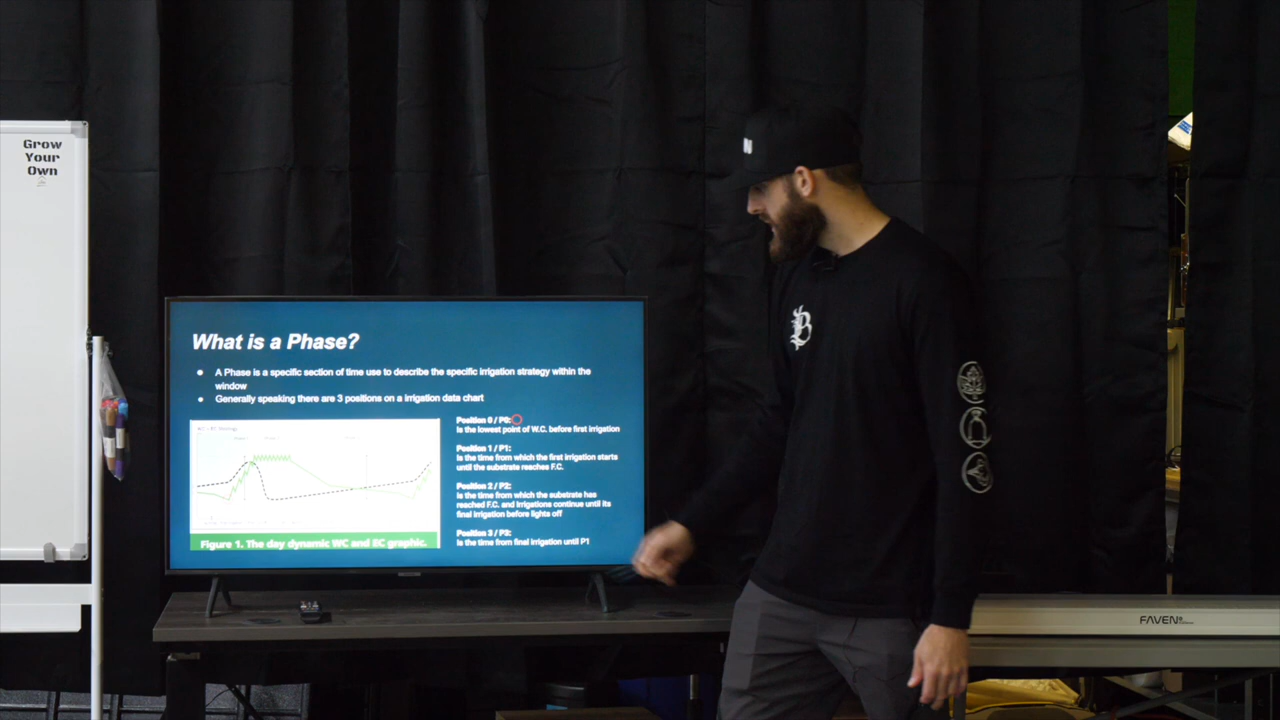 Grow
Your
Own
What is a Phase?
A Phase is a specific section of time use to describe the specific irrigation strategy within the
window
Generally speaking there are 3 positions on a irrigation data chart
Position 0 / P0:
Is the lowest point of W.C. before first irrigation
Position 1 / P1:
Is the time from which the first irrigation starts
until the substrate reaches F.C.
Position 2 / P2:
Is the time from which the substrate has
reached F.C. and Irrigations continue until its
final irrigation before lights off
Position 3 / P3:
Is the time from final irrigation until P1
Figure 1. The day dynamic WC and EC graphic.
B
FAVEN